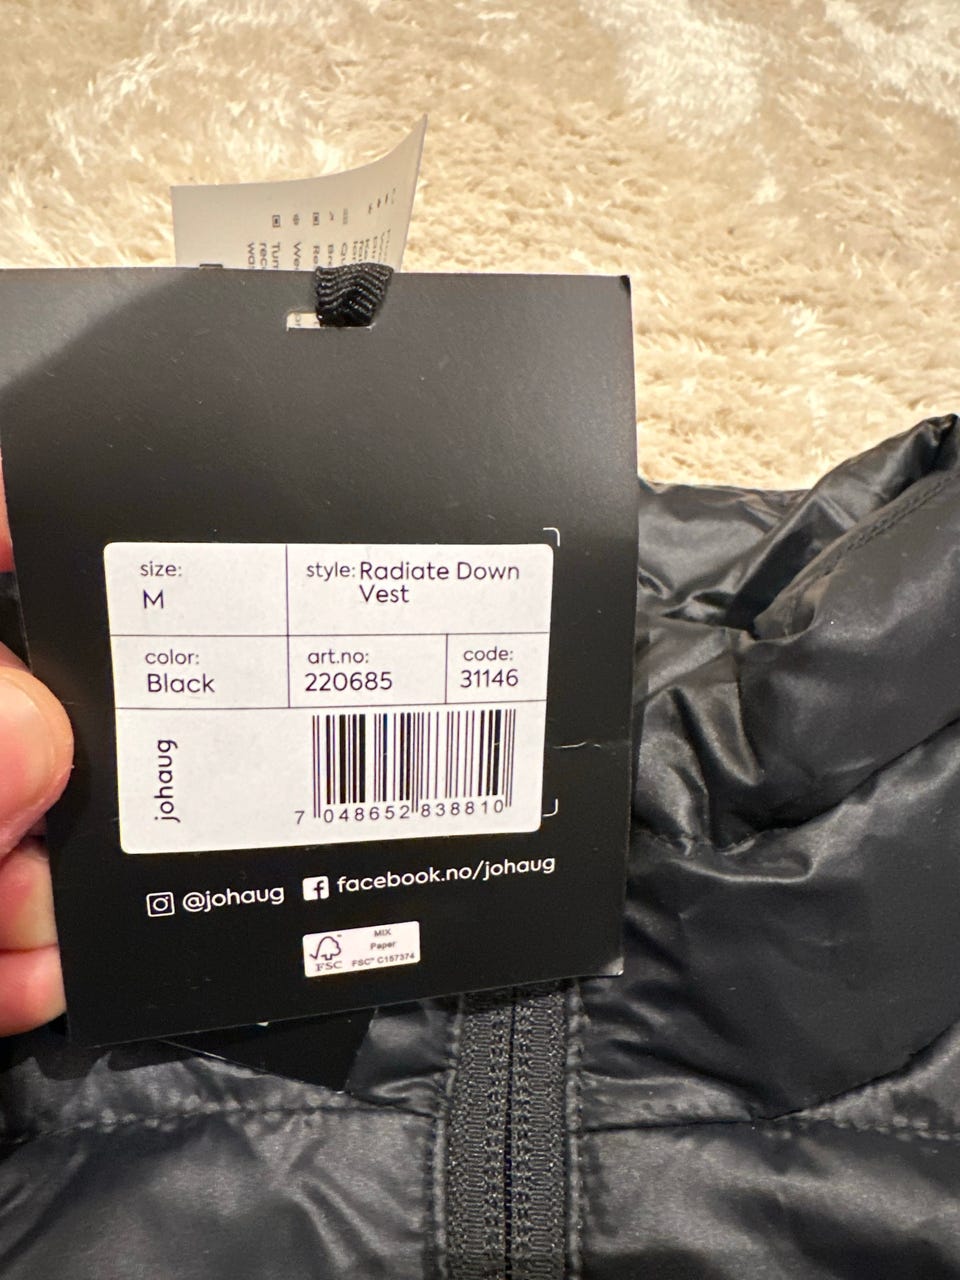 size:
M
style: Radiate Down
Vest
color:
Black
art.no:
220685
code:
31146
johaug
7 048652 838810
@johaug
facebook.no/johaug
FSC
MIX
Paper
FSC™ C157374